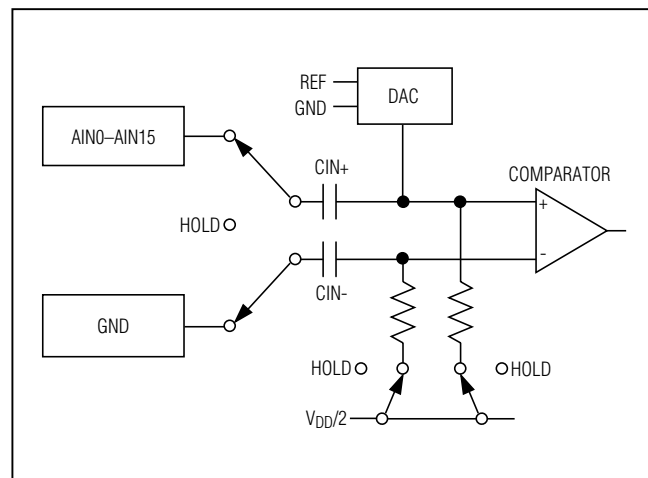 REF
GND
DAC
AIN0–AIN15
CIN+
COMPARATOR
+
HOLD
-
CIN-
GND
HOLD
HOLD
VDD/2